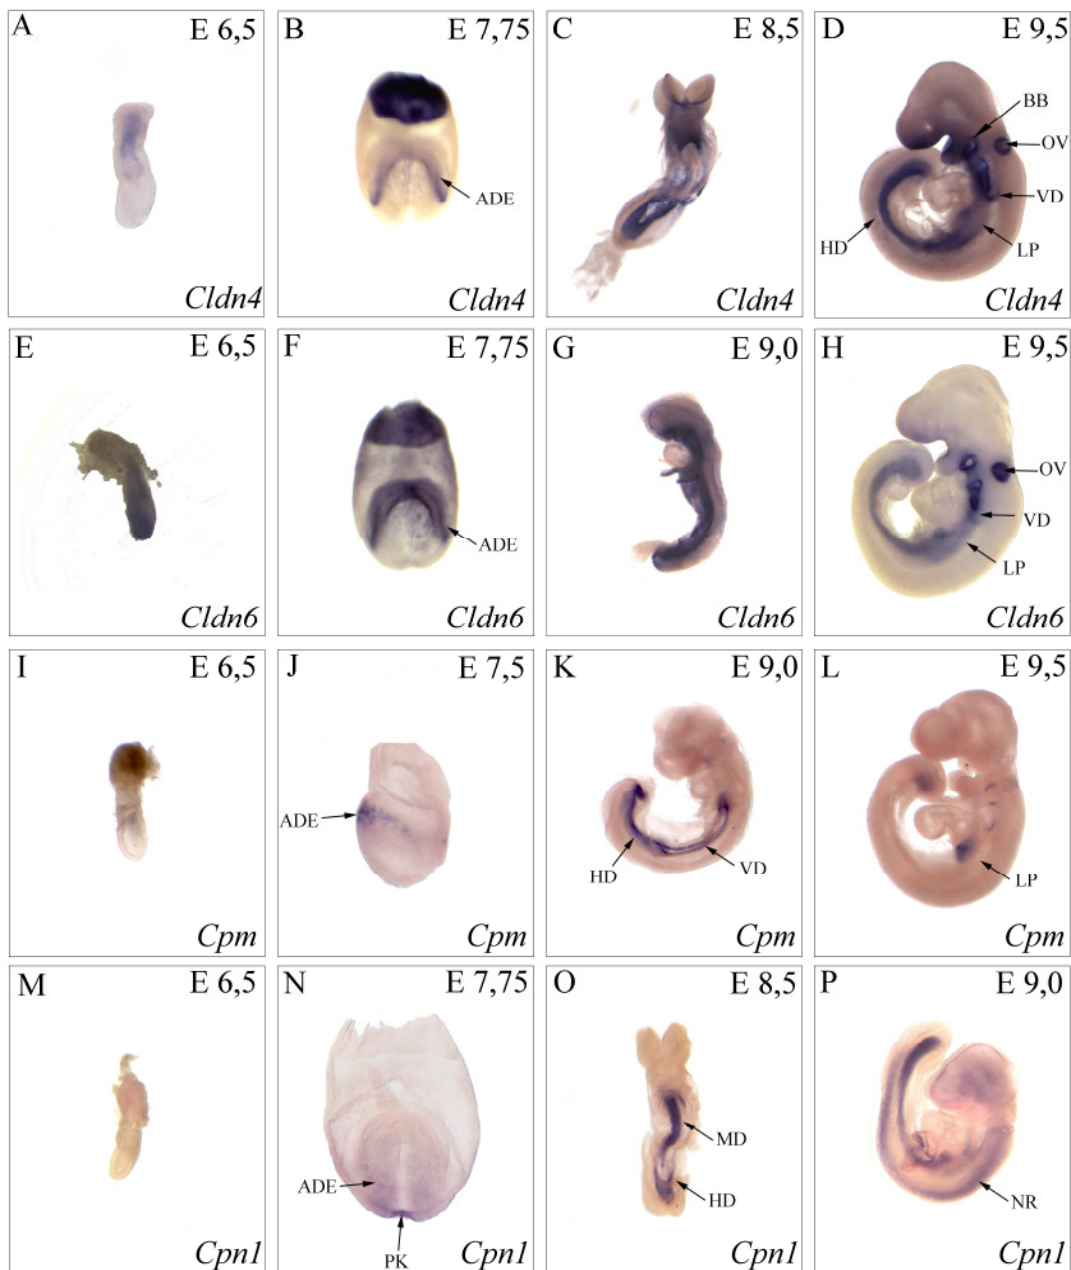 A E 6,5
ADE
Cldn4
B E 7,75
Cldn4
C E 8,5
Cldn4
D E 9,5
BB
OV
VD
LP
HD
Cldn4
E E 6,5
Cldn6
F E 7,75
ADE
Cldn6
G E 9,0
Cldn6
H E 9,5
OV
VD
LP
Cldn6
I E 6,5
Cpm
J E 7,5
ADE
Cpm
K E 9,0
HD
VD
Cpm
L E 9,5
LP
Cpm
M E 6,5
Cpn1
N E 7,75
ADE
PK
Cpn1
O E 8,5
MD
HD
Cpn1
P E 9,0
NR
Cpn1